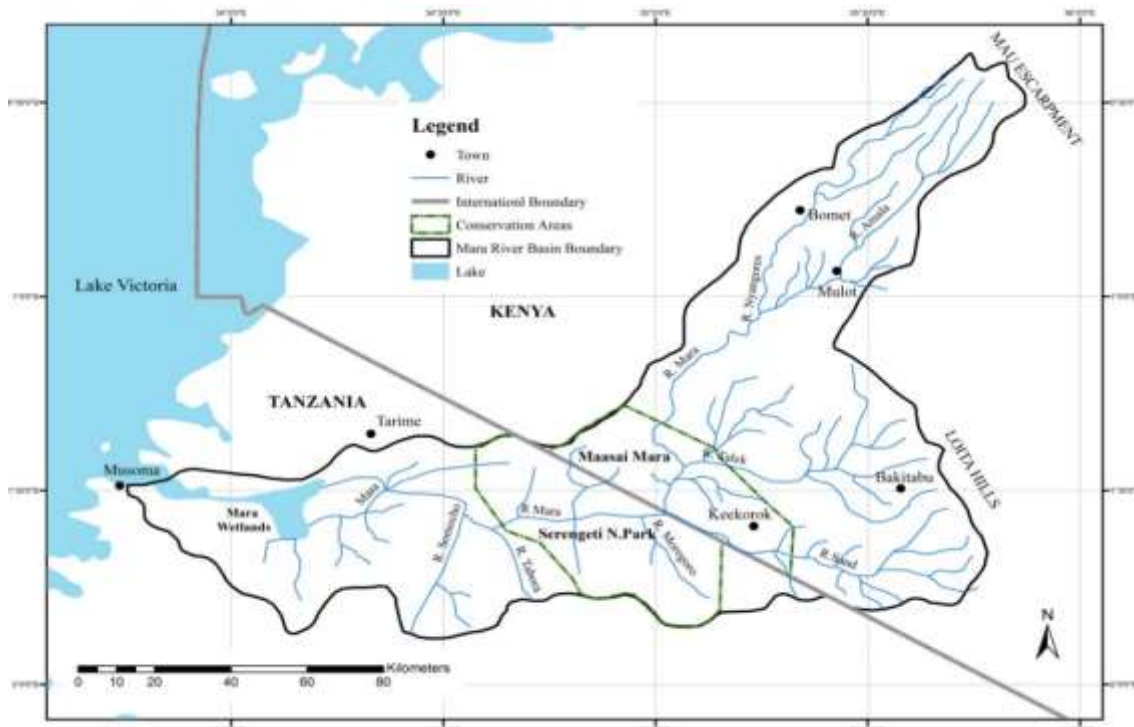 MAU ESCARPMENT
Legend
Town
River
Internationl Boundary
Conservation Areas
Mara River Basin Boundary
Lake
Bomet
R. Amala
Lake Victoria
Mulot
R. Nyangores
KENYA
R. Mara
TANZANIA
Tarime
LOITA HILLS
Maasai Mara
R. Talek
Musoma
Bakitabu
Mara
Mara
Wetlands
R. Mara
Keekorok
Serengeti N.Park
R. Somoncho
R. Tabora
R. Morogoro
R. Sand
N
Kilometers
0 10 20 40 60 80